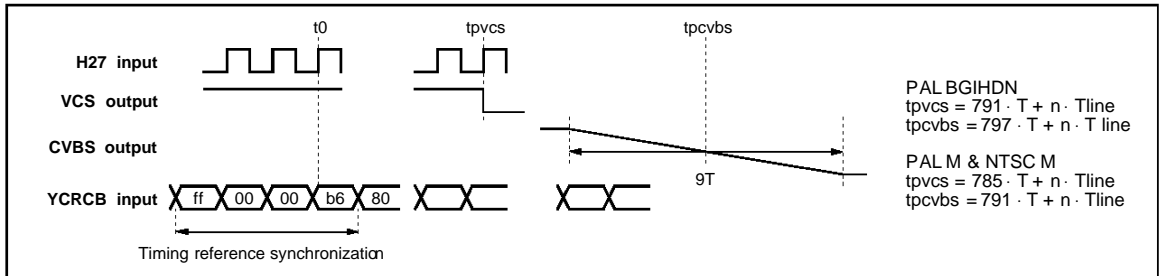 t0
tpvcs
tpcvbs
H27 input
VCS output
CVBS output
9T
YCRCB input
ff
00
00
b6
80
Timing reference synchronization
PAL BGIHDN
tpvcs = 791 · T + n · Tline
tpcvbs = 797 · T + n · T line
PAL M & NTSC M
tpvcs = 785 · T + n · Tline
tpcvbs = 791 · T + n · Tline